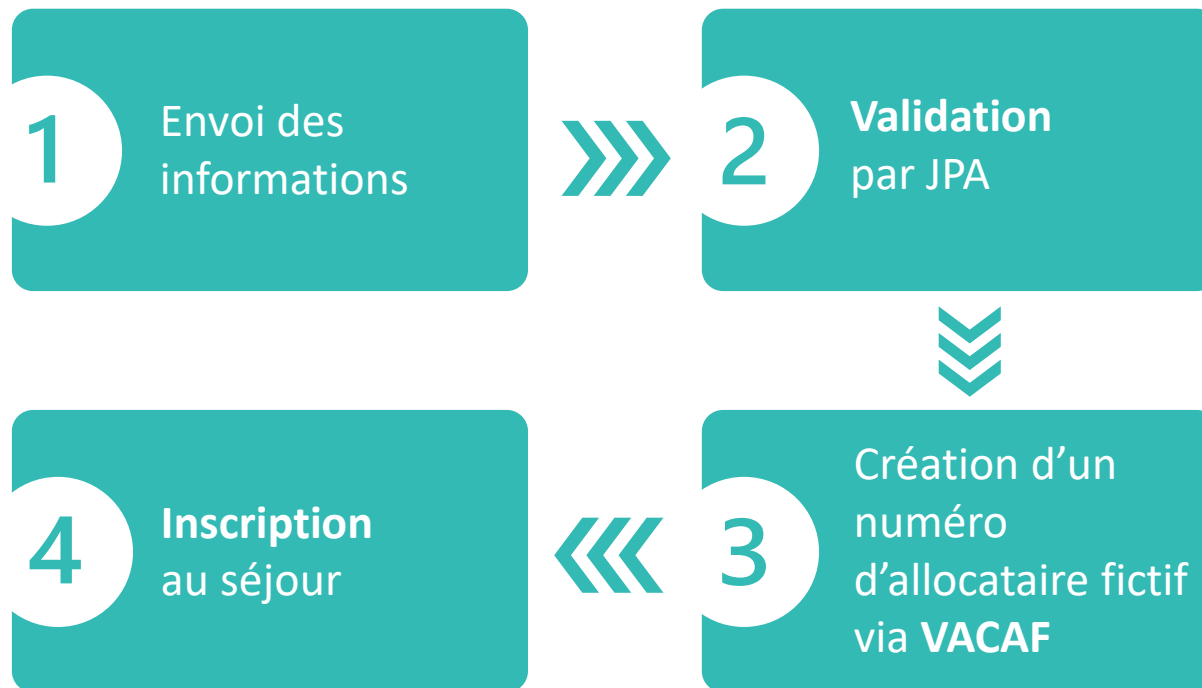 1
Envoi des
informations
2
Validation
par JPA
3
Création d’un
numéro
d’allocataire fictif
via VACAF
4
Inscription
au séjour